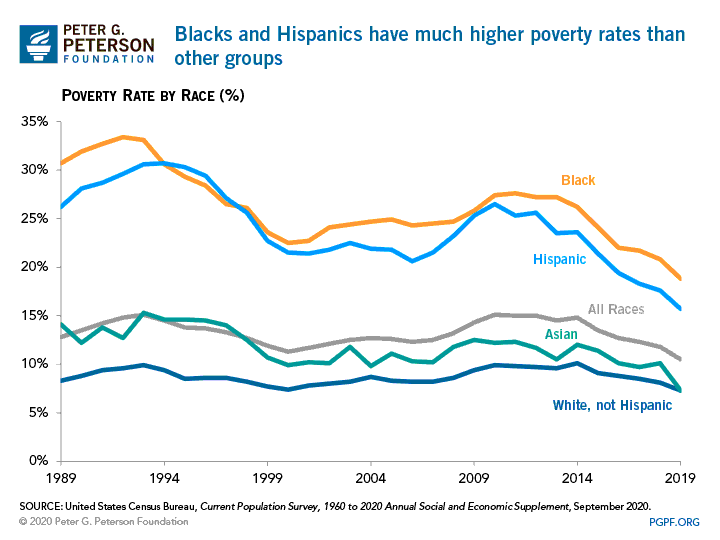 PETER G.
PETERSON
FOUNDATION
Blacks and Hispanics have much higher poverty rates than
other groups
POVERTY RATE BY RACE (%)
35%
30%
25%
20%
15%
10%
5%
0%
Black
Hispanic
All Races
Asian
White, not Hispanic
1989
1994
1999
2004
2009
2014
2019
SOURCE: United States Census Bureau, Current Population Survey, 1960 to 2020 Annual Social and Economic Supplement, September 2020.
© 2020 Peter G. Peterson Foundation
PGPF.ORG